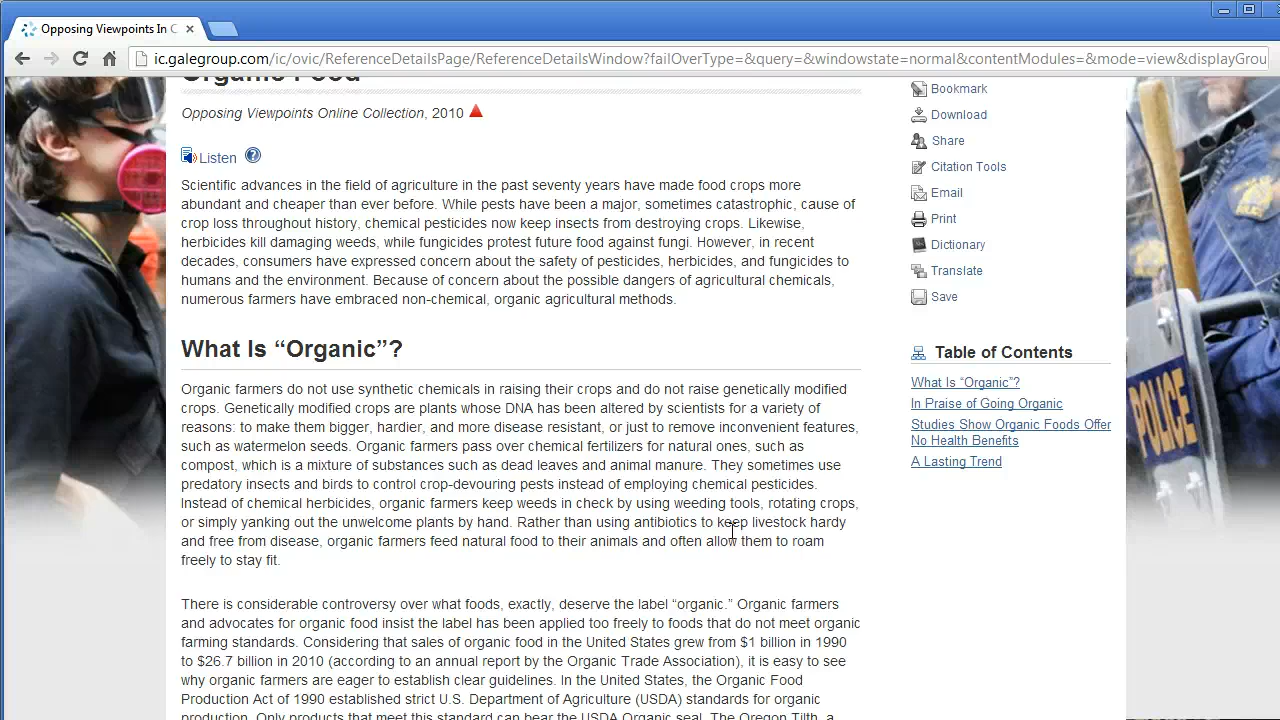 Opposing Viewpoints In C
ic.galegroup.com/ic/ovic/ReferenceDetailsPage/ReferenceDetailsWindow?failOverType=&query=&windowstate=normal&contentModules=&mode=view&displayGrou
Organic Food
Opposing Viewpoints Online Collection, 2010
Listen
Scientific advances in the field of agriculture in the past seventy years have made food crops more
abundant and cheaper than ever before. While pests have been a major, sometimes catastrophic, cause of
crop loss throughout history, chemical pesticides now keep insects from destroying crops. Likewise,
herbicides kill damaging weeds, while fungicides protest future food against fungi. However, in recent
decades, consumers have expressed concern about the safety of pesticides, herbicides, and fungicides to
humans and the environment. Because of concern about the possible dangers of agricultural chemicals,
numerous farmers have embraced non-chemical, organic agricultural methods.
What Is “Organic”?
Organic farmers do not use synthetic chemicals in raising their crops and do not raise genetically modified
crops. Genetically modified crops are plants whose DNA has been altered by scientists for a variety of
reasons: to make them bigger, hardier, and more disease resistant, or just to remove inconvenient features,
such as watermelon seeds. Organic farmers pass over chemical fertilizers for natural ones, such as
compost, which is a mixture of substances such as dead leaves and animal manure. They sometimes use
predatory insects and birds to control crop-devouring pests instead of employing chemical pesticides.
Instead of chemical herbicides, organic farmers keep weeds in check by using weeding tools, rotating crops,
or simply yanking out the unwelcome plants by hand. Rather than using antibiotics to keep livestock hardy
and free from disease, organic farmers feed natural food to their animals and often allow them to roam
freely to stay fit.
There is considerable controversy over what foods, exactly, deserve the label “organic.” Organic farmers
and advocates for organic food insist the label has been applied too freely to foods that do not meet organic
farming standards. Considering that sales of organic food in the United States grew from $1 billion in 1990
to $26.7 billion in 2010 (according to an annual report by the Organic Trade Association), it is easy to see
why organic farmers are eager to establish clear guidelines. In the United States, the Organic Food
Production Act of 1990 established strict U.S. Department of Agriculture (USDA) standards for organic
production. Only products that meet this standard can bear the USDA Organic seal. The Oregon Tilth, a
Bookmark
Download
Share
Citation Tools
Email
Print
Dictionary
Translate
Save
Table of Contents
What Is “Organic”?
In Praise of Going Organic
Studies Show Organic Foods Offer
No Health Benefits
A Lasting Trend
POLICE